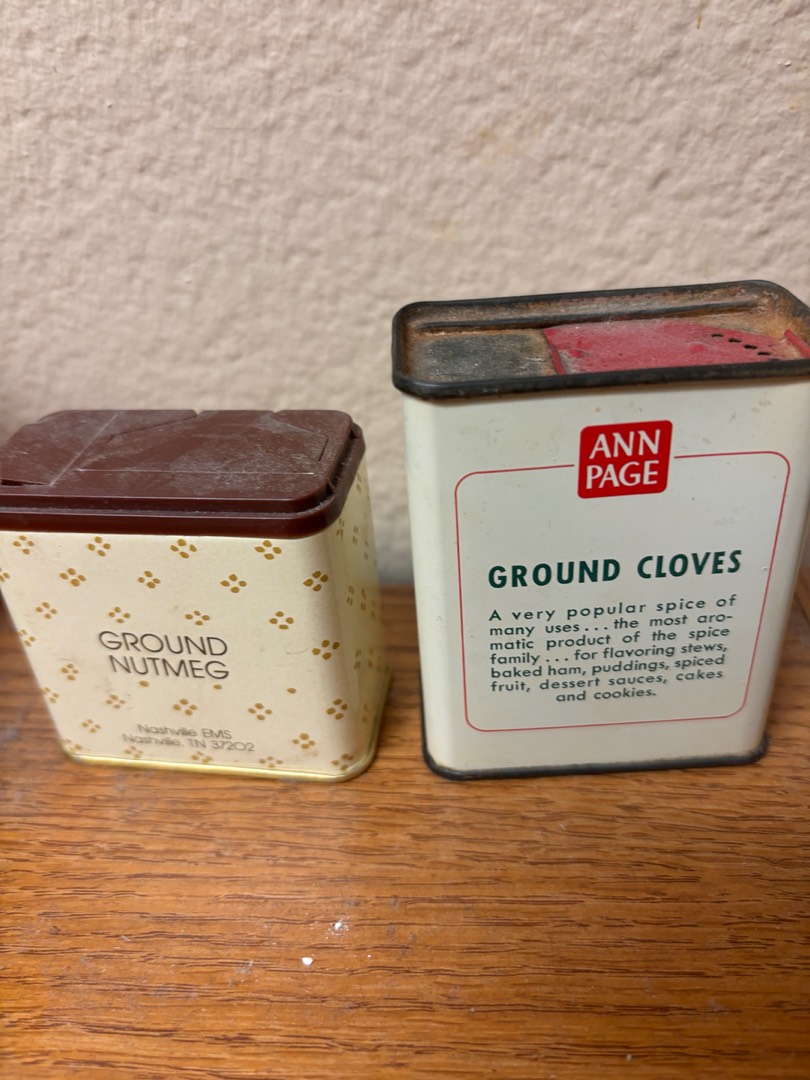 GROUND
NUTMEG
Nashville EMS
Nashville, TN 37202
ANN
PAGE
GROUND CLOVES
A very popular spice of
many uses...the most aro-
matic product of the spice
family...for flavoring stews,
baked ham, puddings, spiced
fruit, dessert sauces, cakes
and cookies.